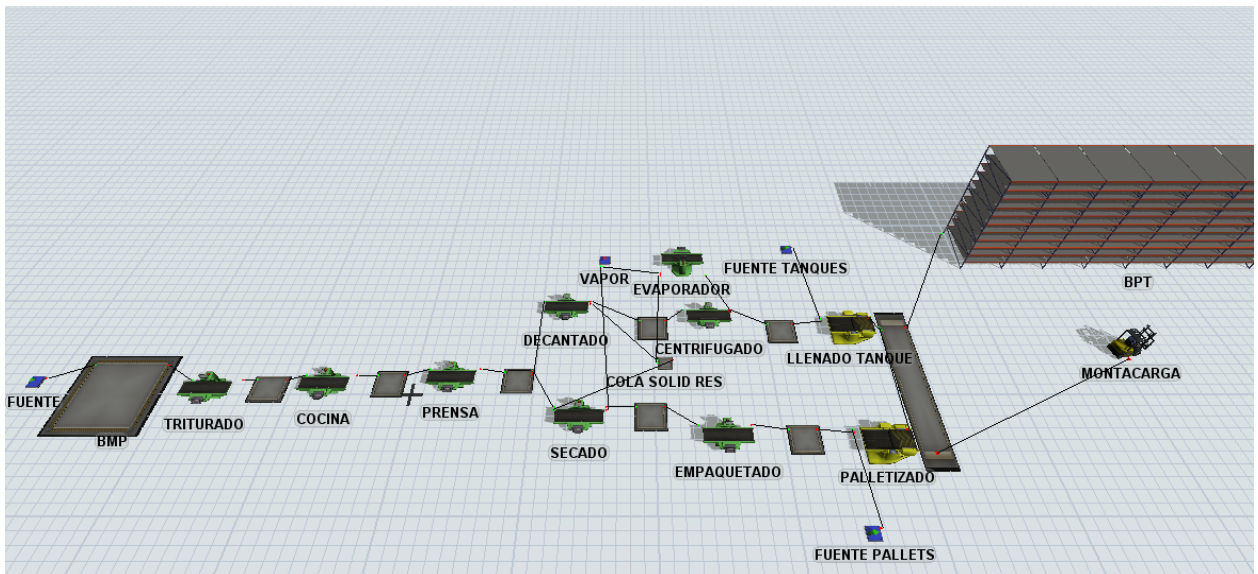 FUENTE TANQUES
VAPOR
EVAPORADOR
BPT
DECANTADO
CENTRIFUGADO
LLENADO TANQUE
MONTACARGA
COLA SOLID RES
FUENTE
BMP
TRITURADO
COCINA
PRENSA
SECADO
EMPAQUETADO
PALLETIZADO
FUENTE PALLETS